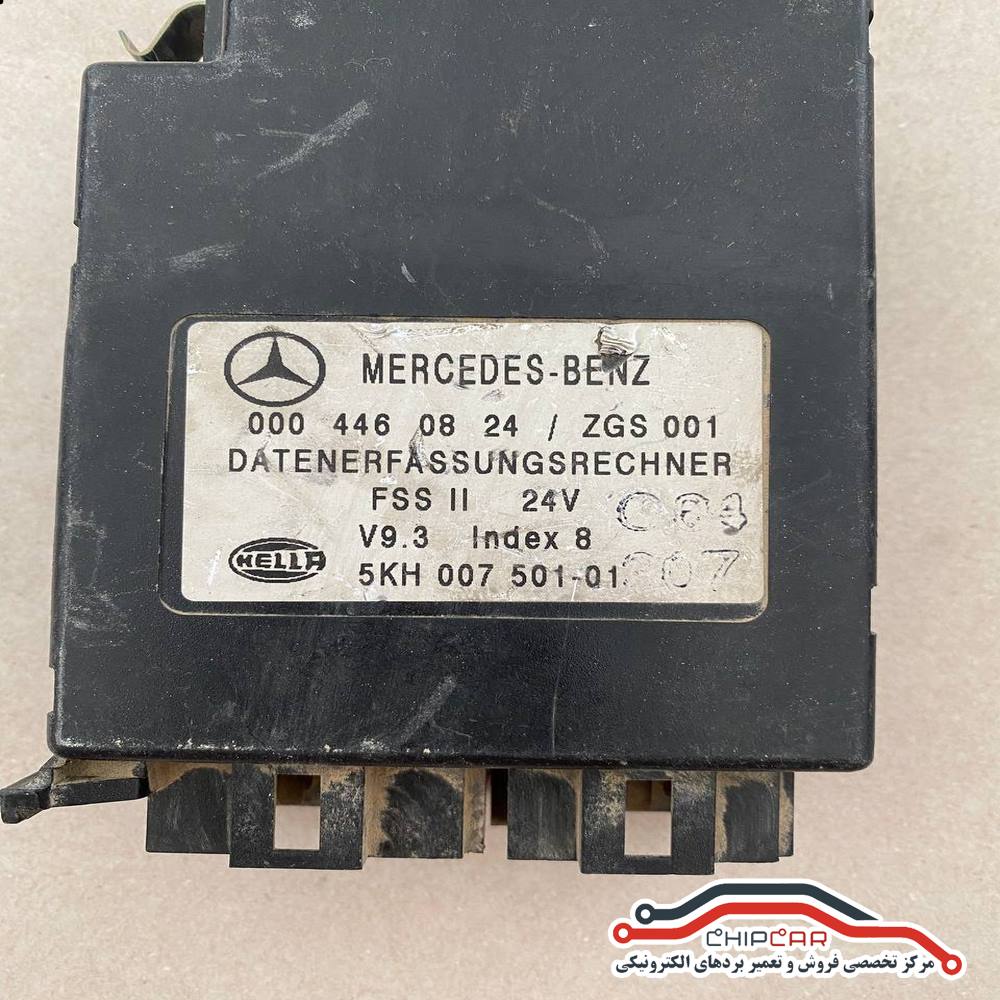 MERCEDES-BENZ
000 446 08 24 / ZGS 001
DATENERFASSUNGSRECHNER
FSS II 24V
V9.3 Index 8
HELLA
5KH 007 501-01
207
CHIPCAR
مرکز تخصصی فروش و تعمیر بردهای الکترونیکی